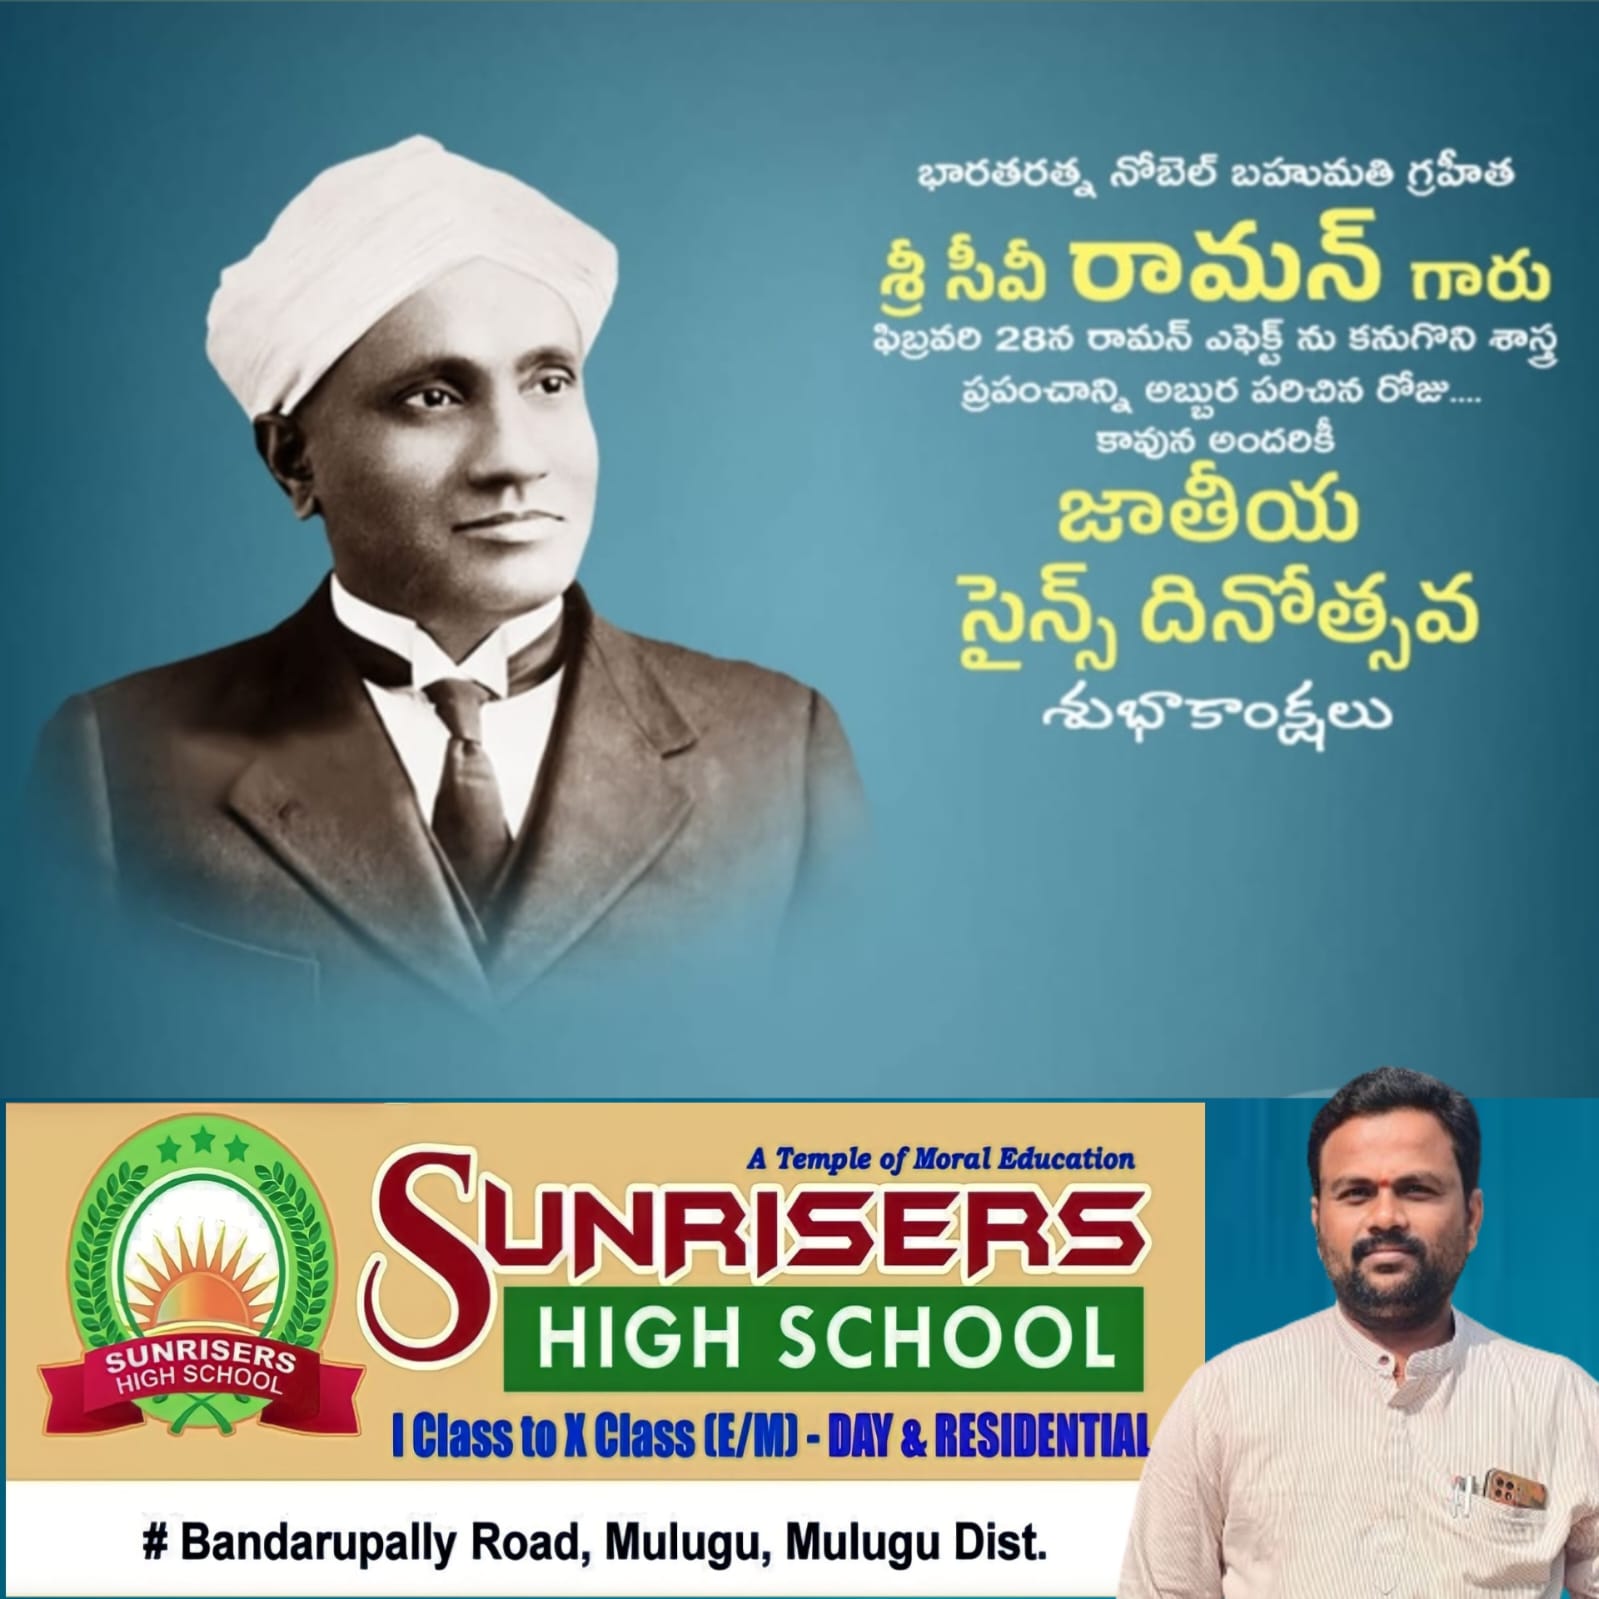 భారతరత్న నోబెల్ బహుమతి గ్రహీత
శ్రీ సీవీ రామన్ గారు
ఫిబ్రవరి 28న రామన్ ఎఫెక్ట్ ను కనుగొని శాస్త్ర
ప్రపంచాన్ని అబ్బుర పరిచిన రోజు....
కావున అందరికీ
జాతీయ
సైన్స్ దినోత్సవ
శుభాకాంక్షలు
A Temple of Moral Education
SUNRISERS
HIGH SCHOOL
SUNRISERS
HIGH SCHOOL
I Class to X Class (E/M) - DAY & RESIDENTIAL
# Bandarupally Road, Mulugu, Mulugu Dist.